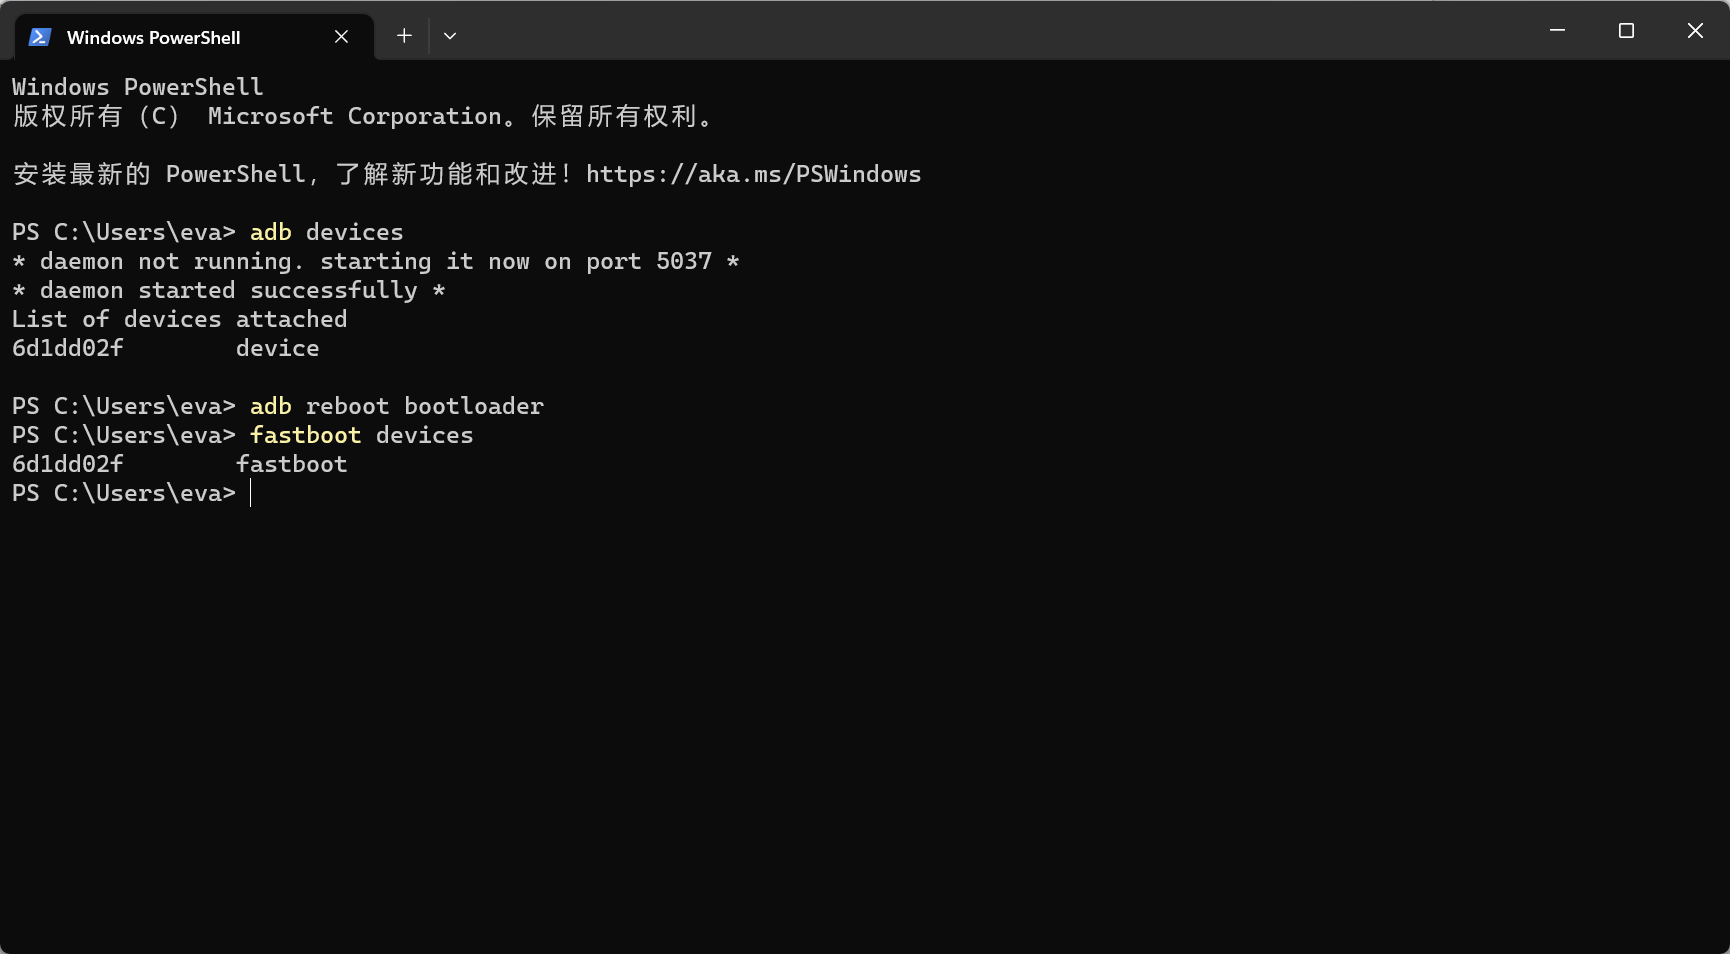 Windows PowerShell
Windows PowerShell
版权所有（C） Microsoft Corporation。保留所有权利。
安装最新的 PowerShell，了解新功能和改进！https://aka.ms/PSWindows
PS C:\Users\eva> adb devices
* daemon not running. starting it now on port 5037 *
* daemon started successfully *
List of devices attached
6d1dd02f        device
PS C:\Users\eva> adb reboot bootloader
PS C:\Users\eva> fastboot devices
6d1dd02f        fastboot
PS C:\Users\eva>